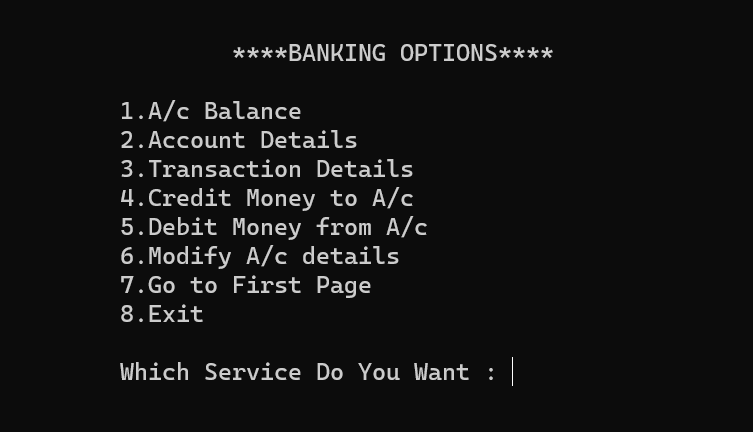 ****BANKING OPTIONS****
1.A/c Balance
2.Account Details
3.Transaction Details
4.Credit Money to A/c
5.Debit Money from A/c
6.Modify A/c details
7.Go to First Page
8.Exit
Which Service Do You Want :